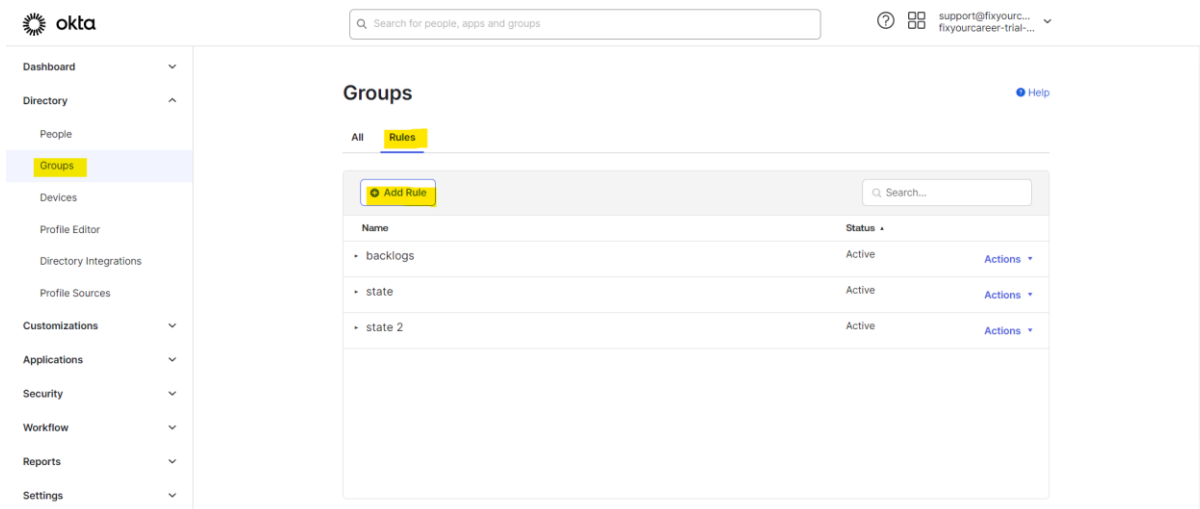 okta
Search for people, apps and groups
support@fixyourc...
fixyourcareer-trial-...
Dashboard
Directory
People
Groups
Devices
Profile Editor
Directory Integrations
Profile Sources
Customizations
Applications
Security
Workflow
Reports
Settings
Groups
Help
All Rules
Add Rule
Search...
Name Status
backlogs Active Actions
state Active Actions
state 2 Active Actions